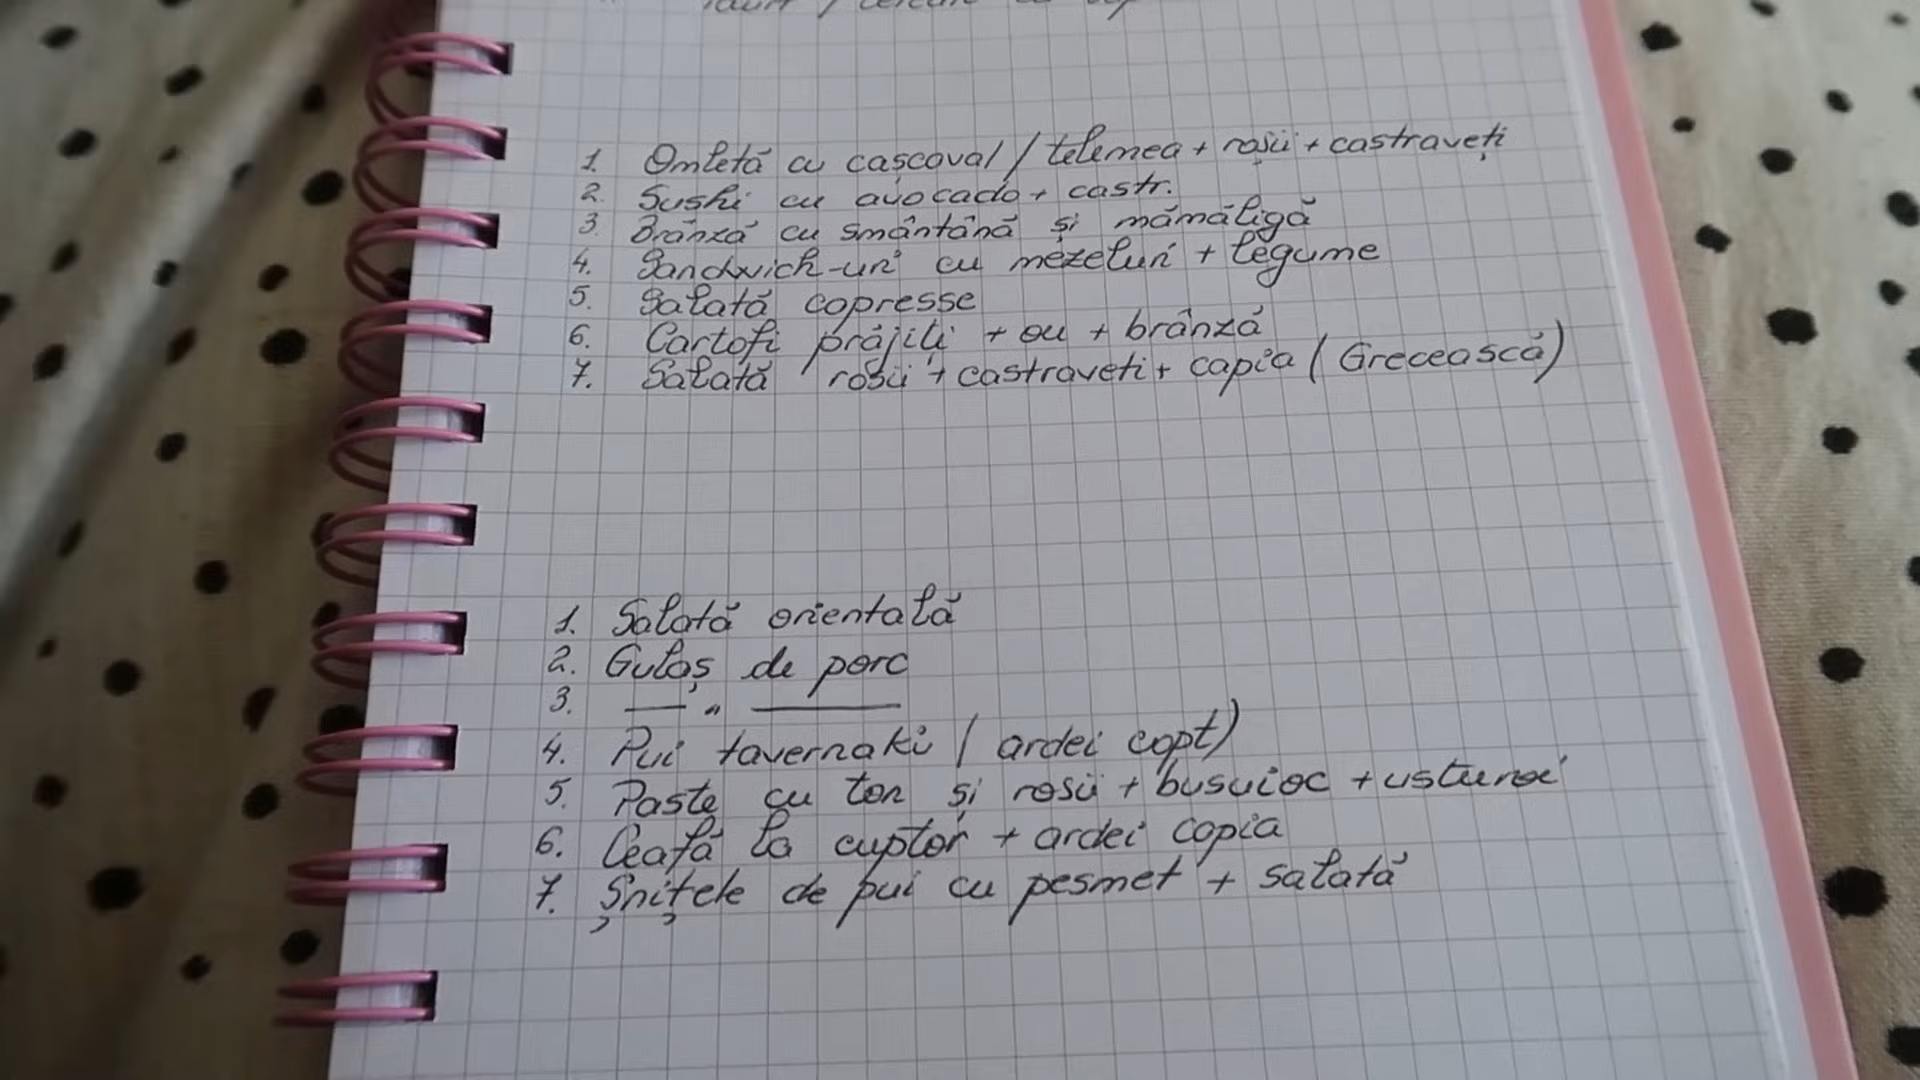 1. Omletă cu cașcaval / telemea + roșii + castraveți
2. Sushi cu avocado + castr.
3. Brânză cu smântână și mămăligă
4. Sandwich-uri cu mezeluri + legume
5. Salată copresse
6. Cartofi prăjiți + ou + brânză
7. Salată roșii + castraveti + capia (Grecească)
1. Salată orientală
2. Gulaș de porc
3. — „ —
4. Pui tavernaki (ardei copt)
5. Paste cu ton și rosii + busuioc + usturoi
6. Ceafă la cuptor + ardei copia
7. Șnițele de pui cu pesmet + salată